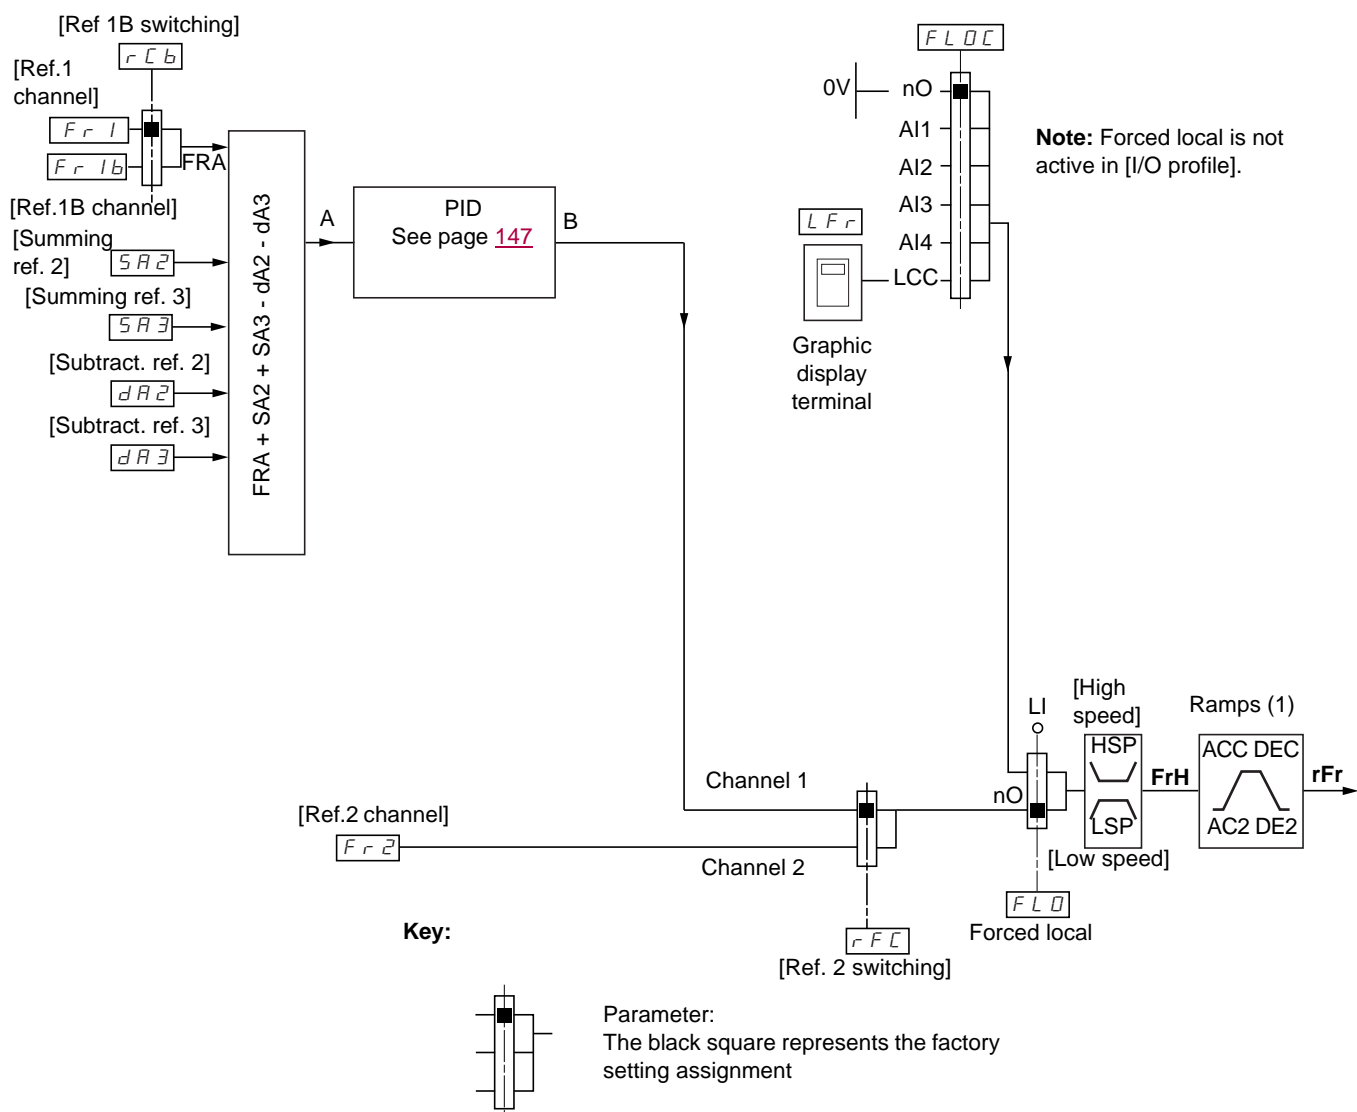 [Ref 1B switching]
rCb
[Ref.1
channel]
Fr1
Fr1b
FRA
[Ref.1B channel]
[Summing
ref. 2]
SA2
[Summing ref. 3]
SA3
[Subtract. ref. 2]
dA2
[Subtract. ref. 3]
dA3
FRA + SA2 + SA3 - dA2 - dA3
A
PID
See page 147
B
FLOC
0V
nO
AI1
AI2
AI3
AI4
LCC
LFr
Graphic
display
terminal
Note: Forced local is not
active in [I/O profile].
Channel 1
[Ref.2 channel]
Fr2
Channel 2
rFC
[Ref. 2 switching]
LI
nO
FLO
Forced local
[High
speed]
HSP
LSP
[Low speed]
FrH
Ramps (1)
ACC DEC
AC2 DE2
rFr
Key:
Parameter:
The black square represents the factory
setting assignment